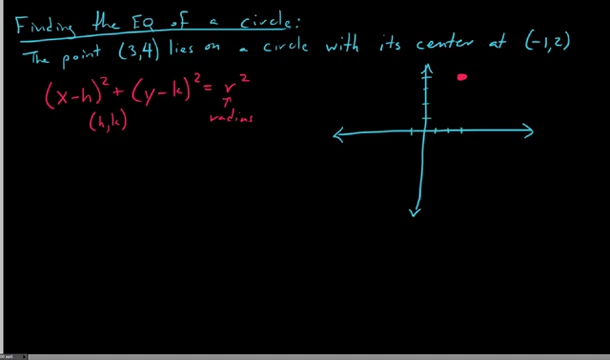 Finding the EQ of a circle:
The point (3,4) lies on a circle with its center at (-1,2)
(x-h)² + (y-k)² = r²
(h,k)
radius